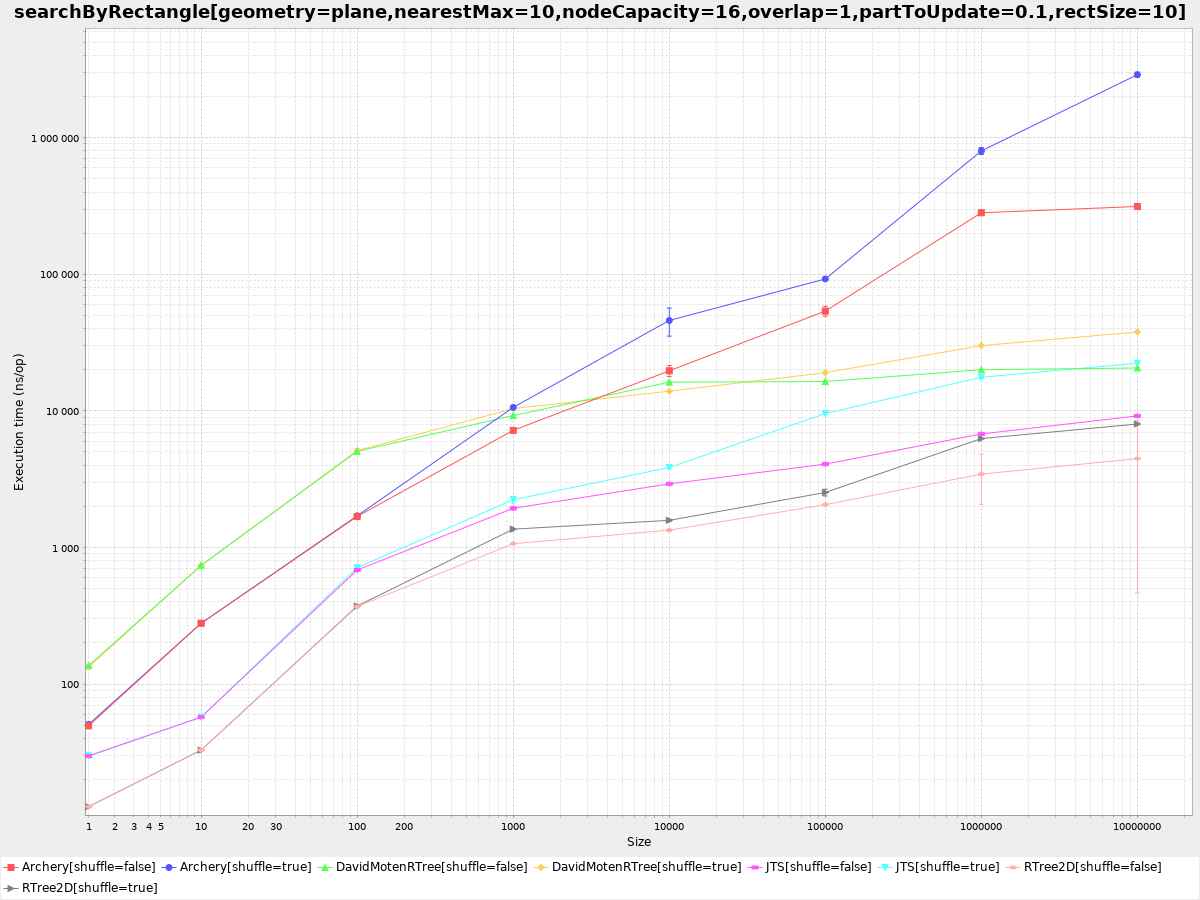 searchByRectangle[geometry=plane,nearestMax=10,nodeCapacity=16,overlap=1,partToUpdate=0.1,rectSize=10]
1 000 000
100 000
10 000
1 000
100
Execution time (ns/op)
1 2 3 4 5 10 20 30 100 200 1000 10000 100000 1000000 10000000
Size
Archery[shuffle=false] Archery[shuffle=true] DavidMotenRTree[shuffle=false] DavidMotenRTree[shuffle=true] JTS[shuffle=false] JTS[shuffle=true] RTree2D[shuffle=false]
RTree2D[shuffle=true]